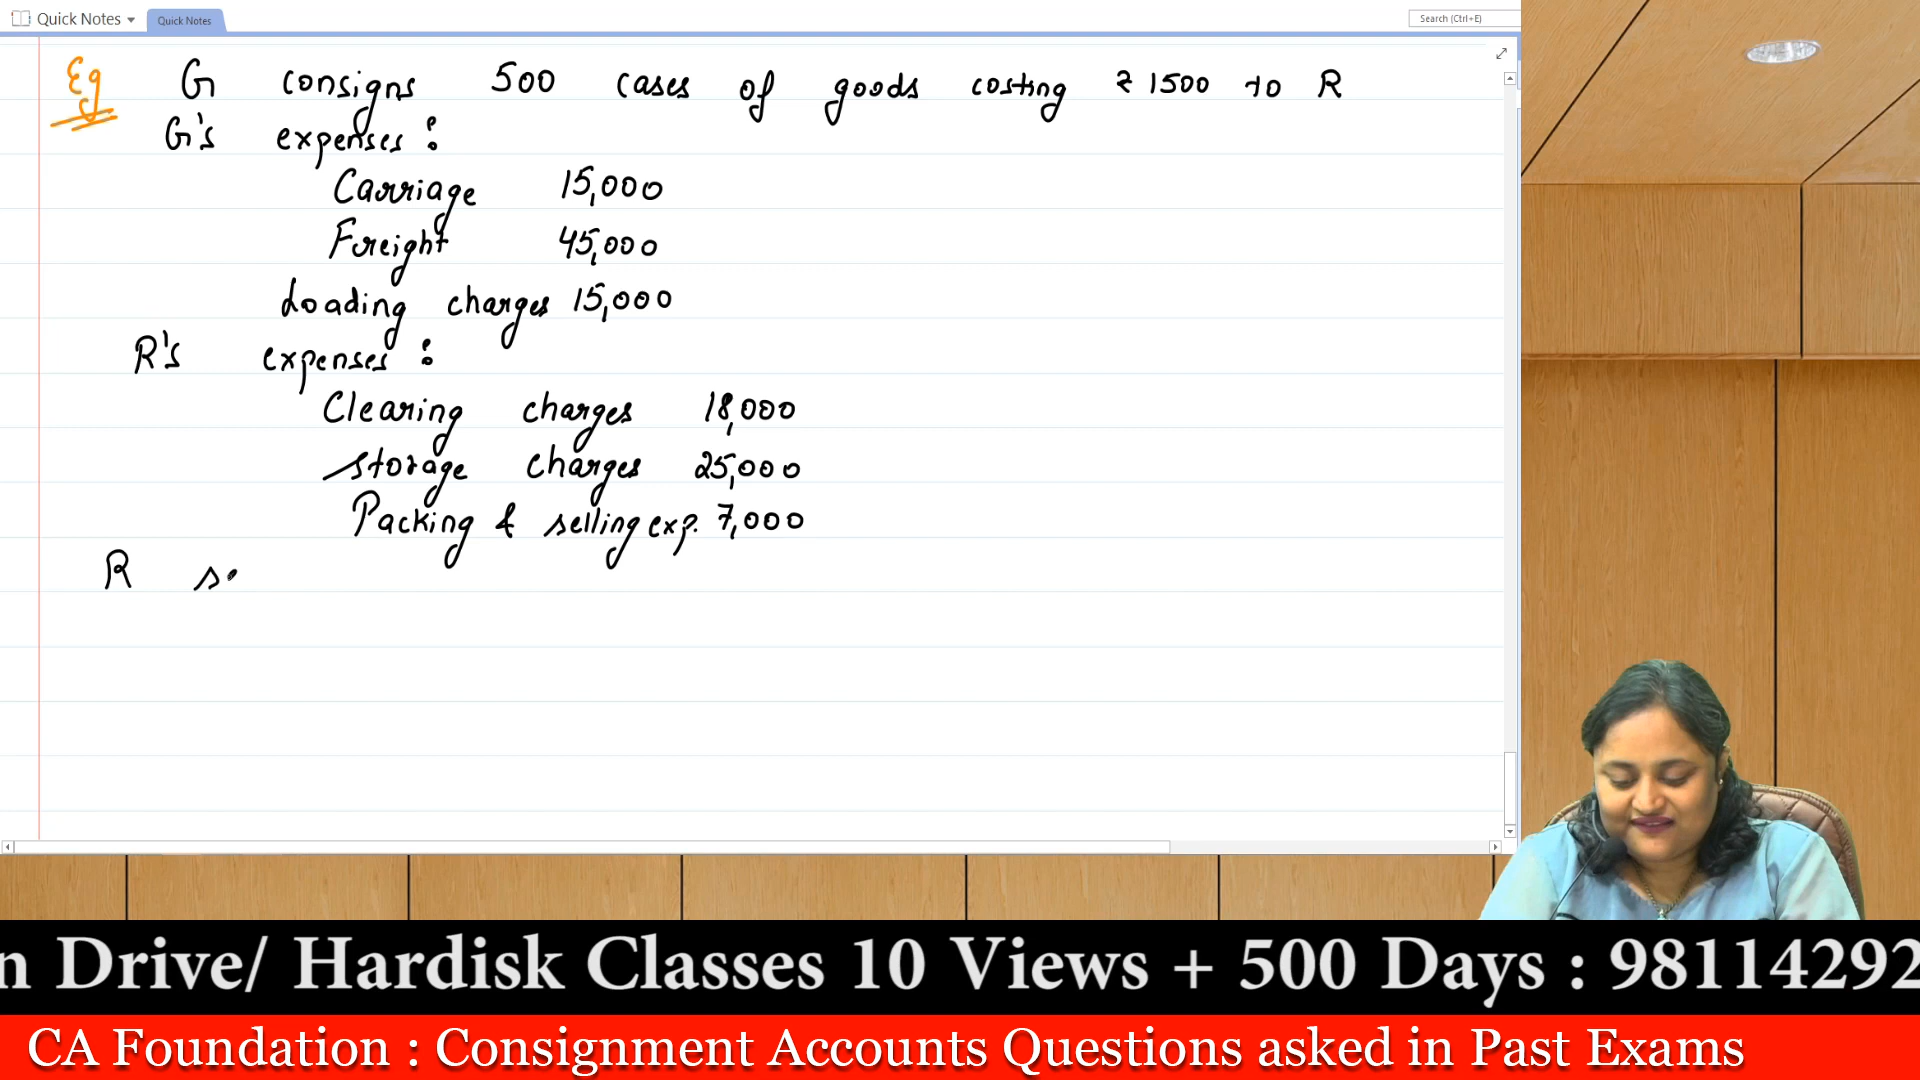 Quick Notes
Quick Notes
Search (Ctrl+E)
Eg G consigns 500 cases of goods costing ₹ 1500 to R
G's expenses :
Carriage 15,000
Freight 45,000
Loading charges 15,000
R's expenses :
Clearing charges 18,000
Storage charges 25,000
Packing & selling exp. 7,000
R s
n Drive/ Hardisk Classes 10 Views + 500 Days : 98114292
CA Foundation : Consignment Accounts Questions asked in Past Exams